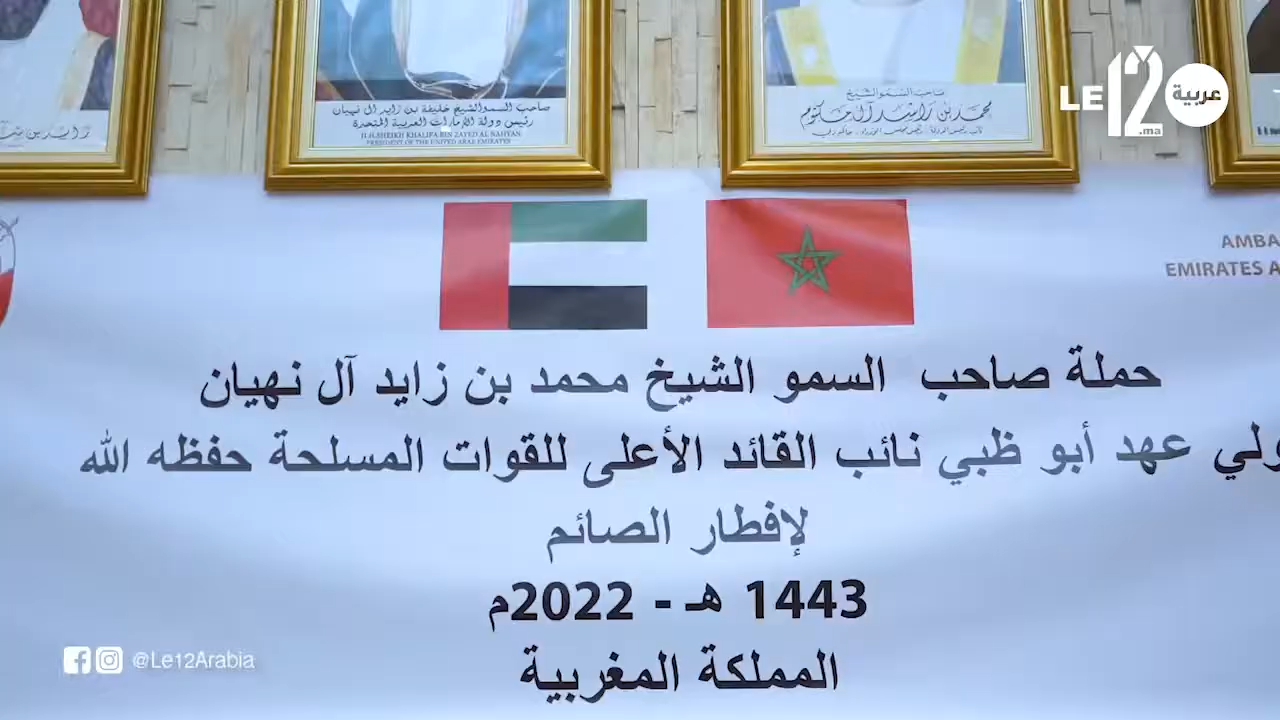 صاحب السمو الشيخ خليفة بن زايد آل نهيان
رئيس دولة الإمارات العربية المتحدة
H.H.SHEIKH KHALIFA BIN ZAYED AL NAHYAN
PRESIDENT OF THE UNITED ARAB EMIRATES
صاحب السمو الشيخ
محمد بن راشد آل مكتوم
LE12
.ma
عربية
AMBA
EMIRATES A
حملة صاحب السمو الشيخ محمد بن زايد آل نهيان
ولي عهد أبو ظبي نائب القائد الأعلى للقوات المسلحة حفظه الله
لإفطار الصائم
1443 هـ - 2022م
المملكة المغربية
@Le12Arabia